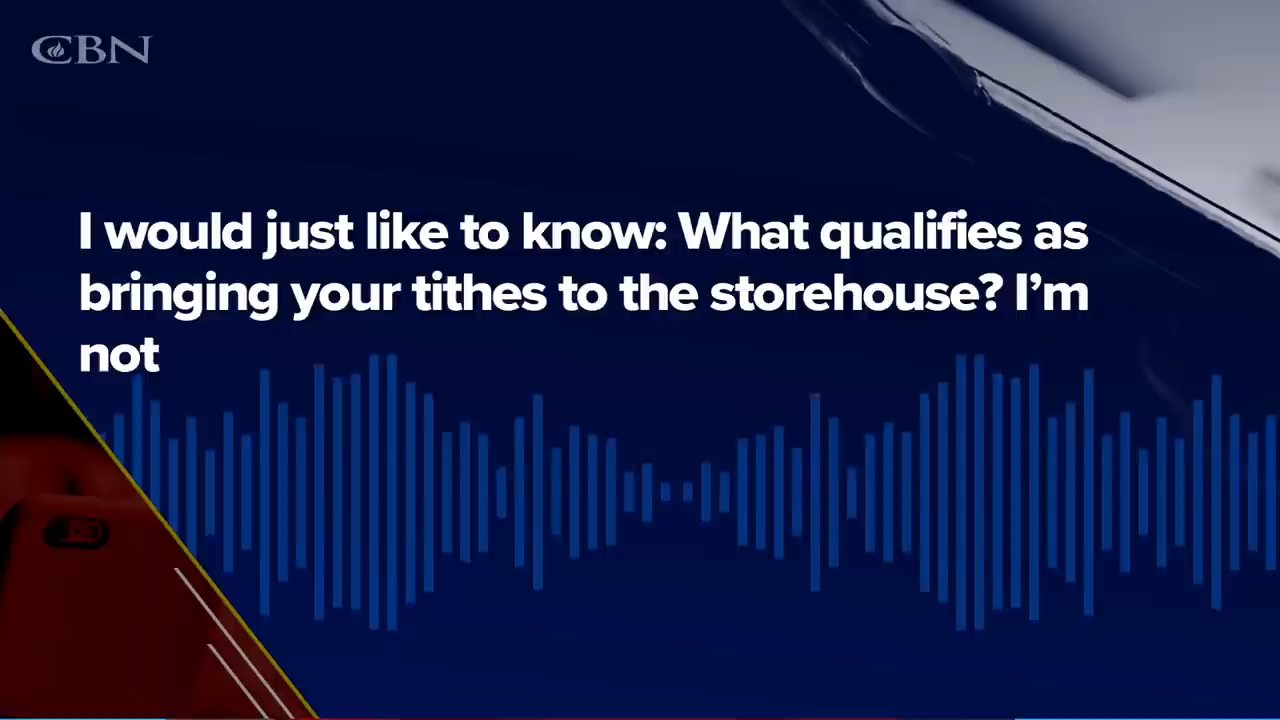 CBN
I would just like to know: What qualifies as
bringing your tithes to the storehouse? I’m
not